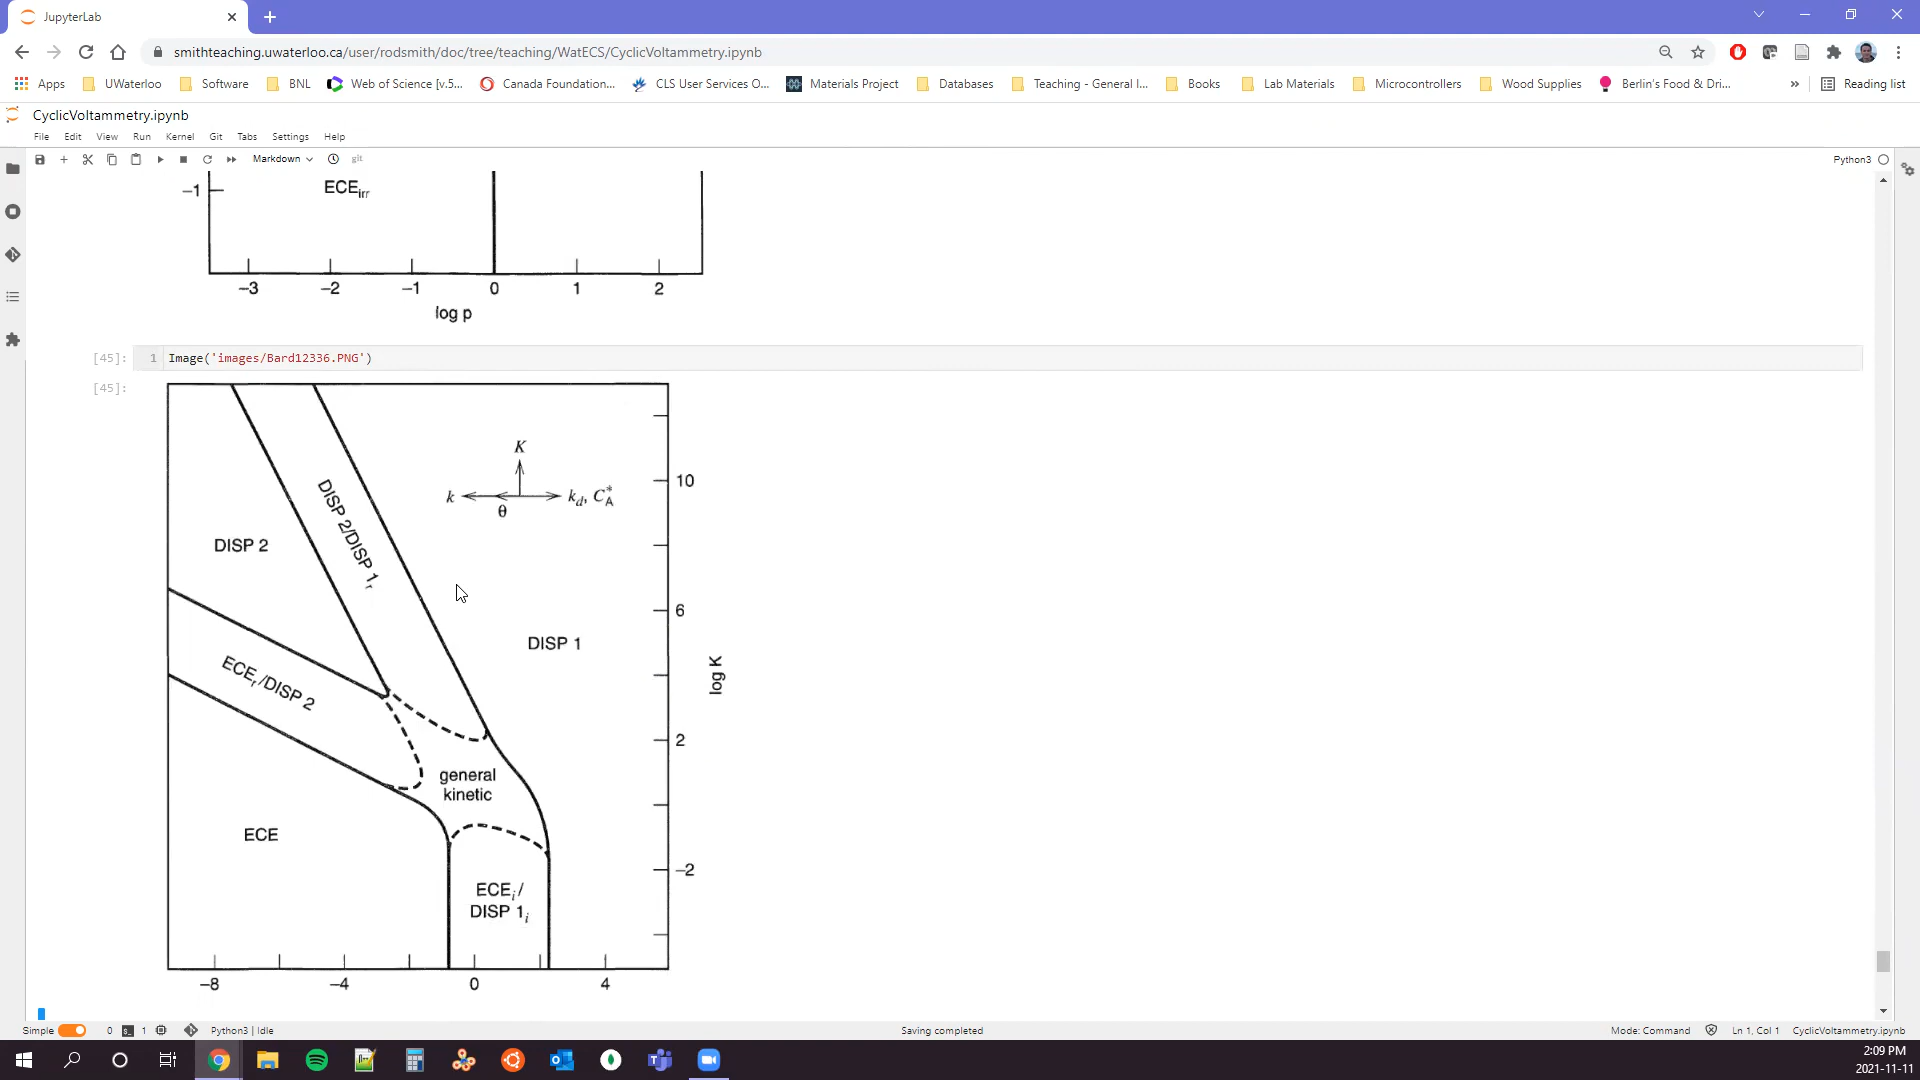 JupyterLab
smithteaching.uwaterloo.ca/user/rodsmith/doc/tree/teaching/WatECS/CyclicVoltammetry.ipynb
Apps UWaterloo Software BNL Web of Science [v.5... Canada Foundation... CLS User Services O... Materials Project Databases Teaching - General I... Books Lab Materials Microcontrollers Wood Supplies Berlin's Food & Dri... » Reading list
CyclicVoltammetry.ipynb
File Edit View Run Kernel Git Tabs Settings Help
Markdown git Python3
−1 ECEirr
−3 −2 −1 0 1 2
log p
[45]: 1 Image('images/Bard12336.PNG')
[45]:
K
k θ kd, C*A
10
DISP 2/DISP 1r
DISP 2
6
DISP 1
log K
ECEr/DISP 2
2
general
kinetic
ECE
−2
ECEi/
DISP 1i
−8 −4 0 4
Simple 0 1 Python3 | Idle Saving completed Mode: Command Ln 1, Col 1 CyclicVoltammetry.ipynb
2:09 PM
2021-11-11